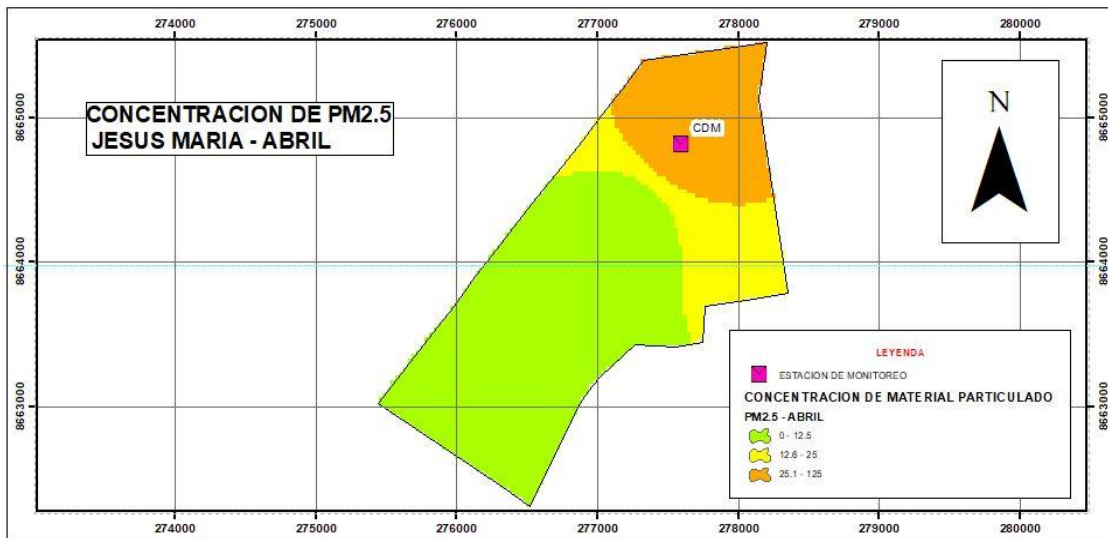 274000 275000 276000 277000 278000 279000 280000
CONCENTRACION DE PM2.5
JESUS MARIA - ABRIL
CDM
N
8665000 8665000
8664000 8664000
8663000 8663000
LEYENDA
ESTACION DE MONITOREO
CONCENTRACION DE MATERIAL PARTICULADO
PM2.5 - ABRIL
0 - 12.5
12.6 - 25
25.1 - 125
274000 275000 276000 277000 278000 279000 280000